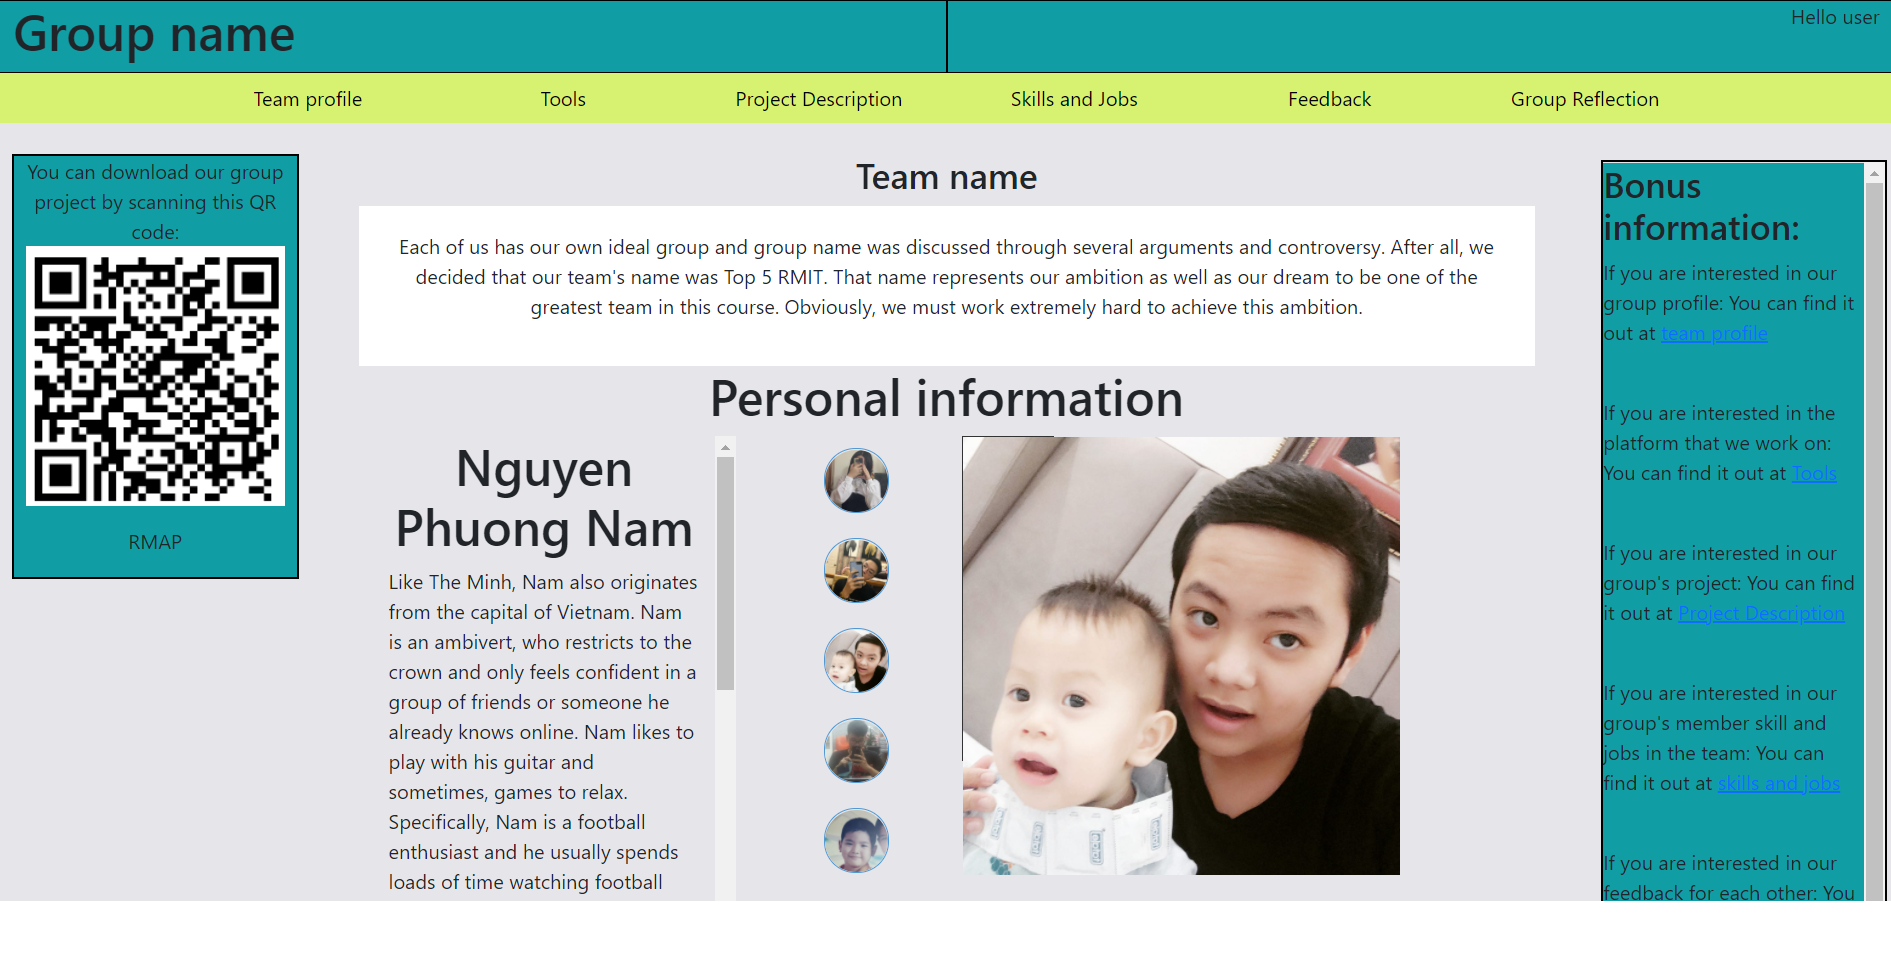 Group name
Hello user
Team profile
Tools
Project Description
Skills and Jobs
Feedback
Group Reflection
You can download our group
project by scanning this QR
code:
RMAP
Team name
Each of us has our own ideal group and group name was discussed through several arguments and controversy. After all, we
decided that our team's name was Top 5 RMIT. That name represents our ambition as well as our dream to be one of the
greatest team in this course. Obviously, we must work extremely hard to achieve this ambition.
Personal information
Nguyen
Phuong Nam
Like The Minh, Nam also originates
from the capital of Vietnam. Nam
is an ambivert, who restricts to the
crown and only feels confident in a
group of friends or someone he
already knows online. Nam likes to
play with his guitar and
sometimes, games to relax.
Specifically, Nam is a football
enthusiast and he usually spends
loads of time watching football
Bonus
information:
If you are interested in our
group profile: You can find it
out at team profile
If you are interested in the
platform that we work on:
You can find it out at Tools
If you are interested in our
group's project: You can find
it out at Project Description
If you are interested in our
group's member skill and
jobs in the team: You can
find it out at skills and jobs
If you are interested in our
feedback for each other: You